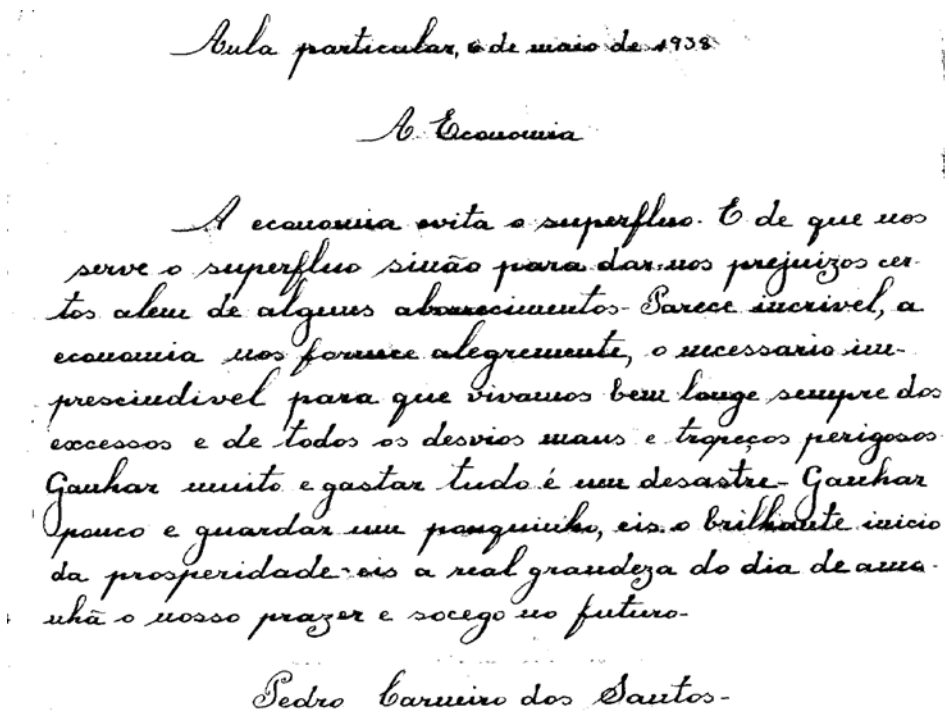 Aula particular, 6 de maio de 1938
A Economia
A economia evita o superfluo. E de que nos
serve o superfluo sinão para dar-nos prejuizos cer-
tos alem de alguns aborrecimentos- Parece incrivel, a
economia nos fornece alegremente, o necessario im-
prescindivel para que vivamos bem longe sempre dos
excessos e de todos os desvios maus e tropeços perigosos
Ganhar muito e gastar tudo é um desastre- Ganhar
pouco e guardar um pouquinho, eis o brilhante inicio
da prosperidade-eis a real grandeza do dia de ama-
nhã o nosso prazer e socego no futuro-
Pedro Carneiro dos Santos-